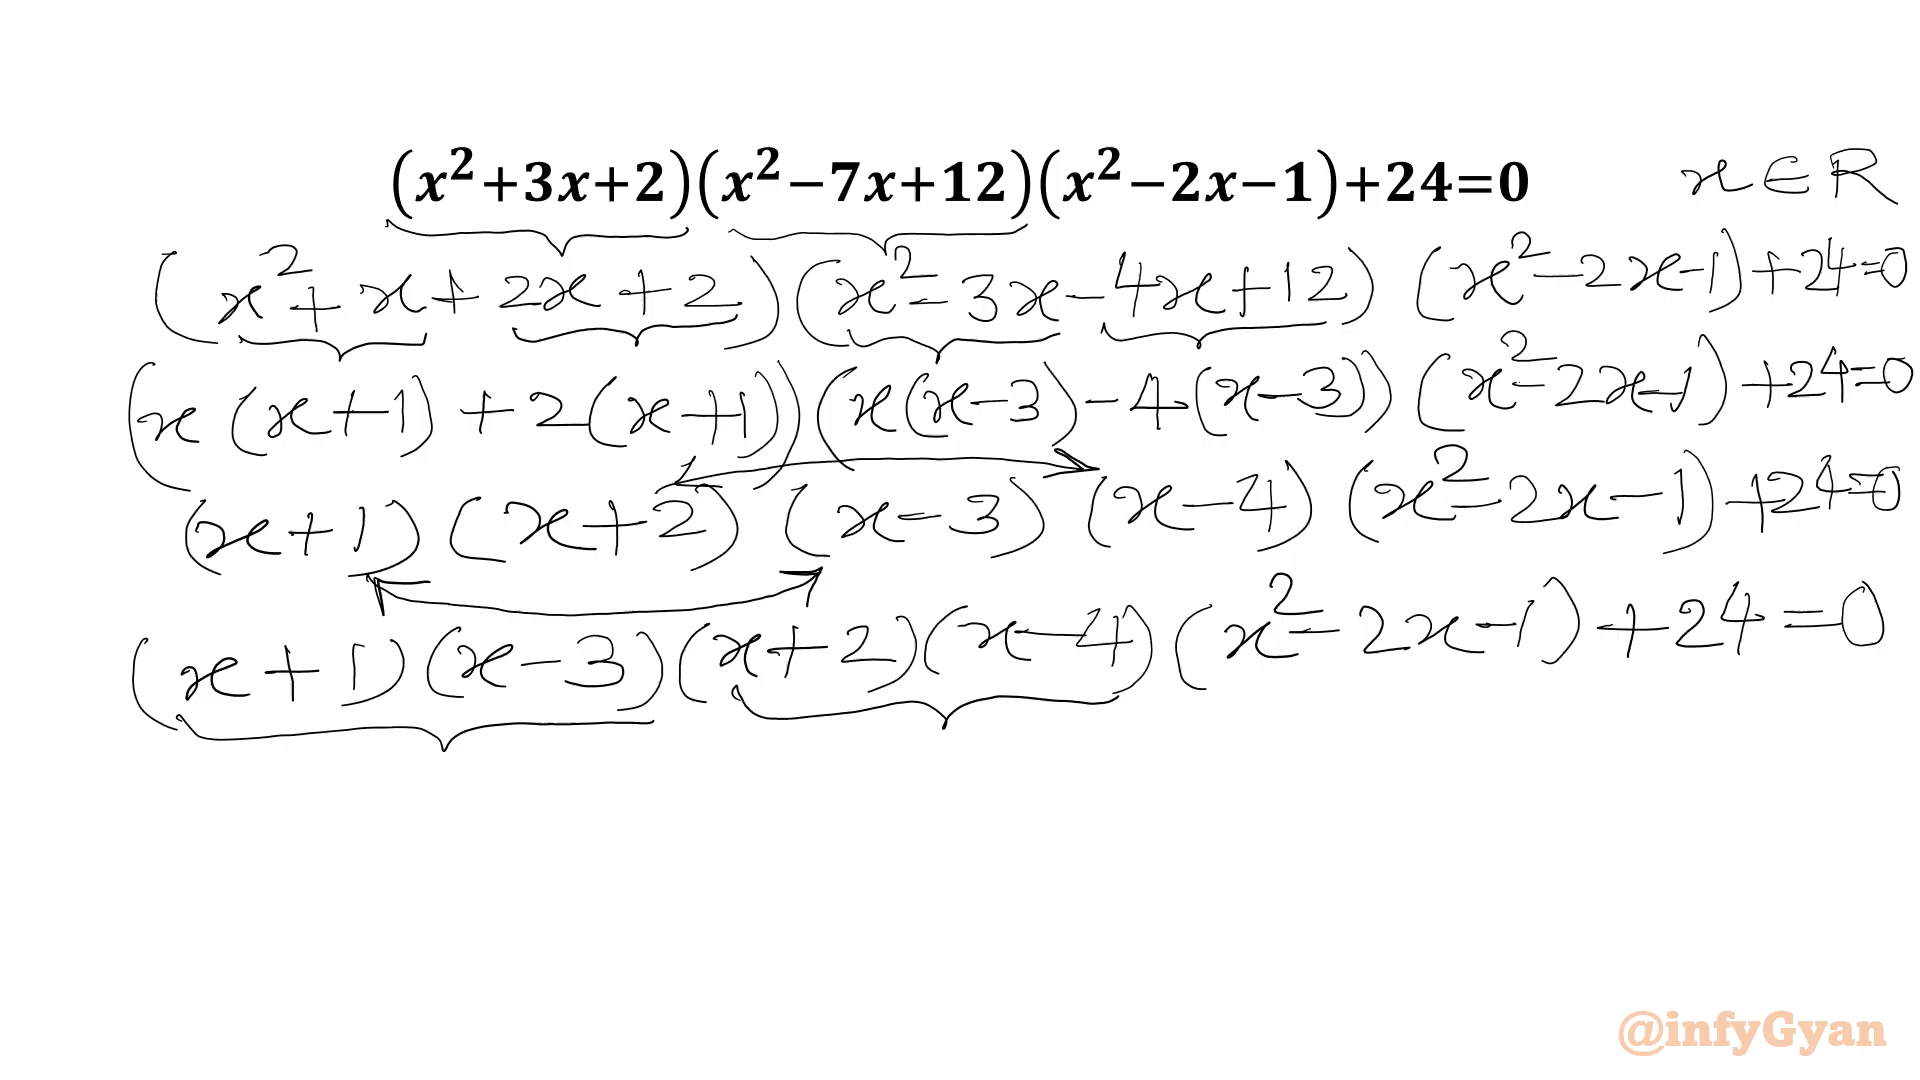 (x²+3x+2)(x²−7x+12)(x²−2x−1)+24=0 x∈R
(x²+x+2x+2)(x²-3x-4x+12)(x²-2x-1)+24=0
(x(x+1)+2(x+1))(x(x-3)-4(x-3))(x²-2x-1)+24=0
(x+1)(x+2)(x-3)(x-4)(x²-2x-1)+24=0
(x+1)(x-3)(x+2)(x-4)(x²-2x-1)+24=0
@infyGyan